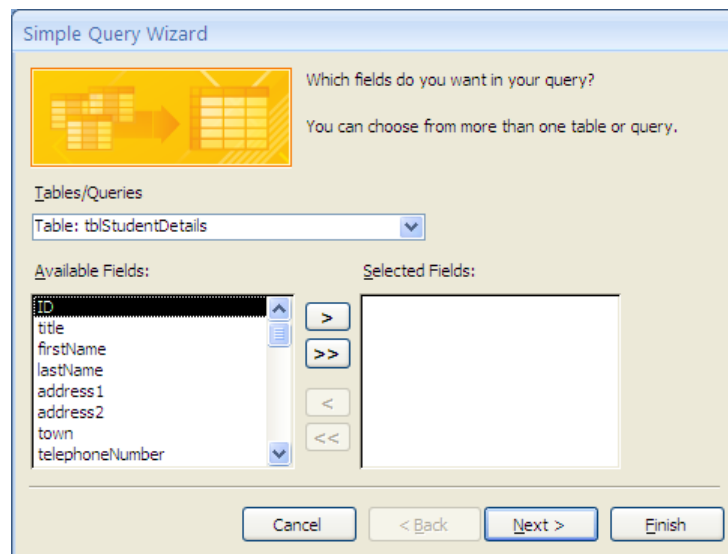 Simple Query Wizard
Which fields do you want in your query?
You can choose from more than one table or query.
Tables/Queries
Table: tblStudentDetails
Available Fields:
Selected Fields:
ID
title
firstName
lastName
address1
address2
town
telephoneNumber
>
>>
<
<<
Cancel
< Back
Next >
Finish